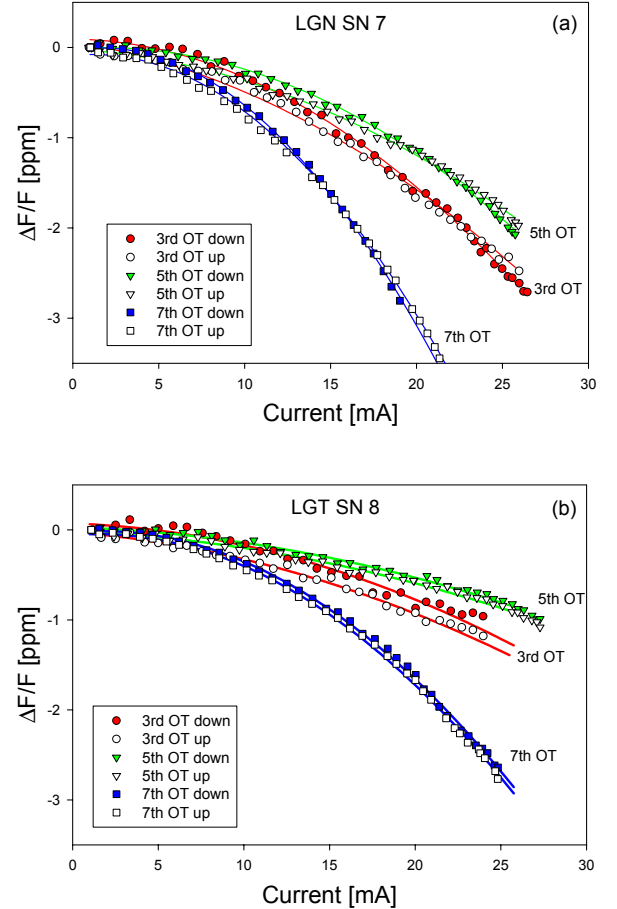 LGN SN 7
(a)
ΔF/F [ppm]
0
-1
-2
-3
3rd OT down
3rd OT up
5th OT down
5th OT up
7th OT down
7th OT up
5th OT
3rd OT
7th OT
0 5 10 15 20 25 30
Current [mA]
LGT SN 8
(b)
ΔF/F [ppm]
0
-1
-2
-3
3rd OT down
3rd OT up
5th OT down
5th OT up
7th OT down
7th OT up
5th OT
3rd OT
7th OT
0 5 10 15 20 25 30
Current [mA]